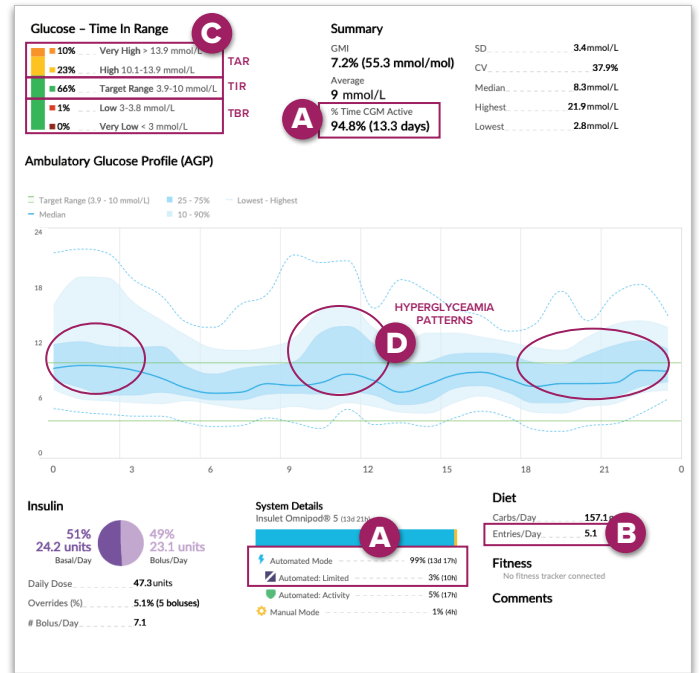 Glucose – Time In Range
C
10% Very High > 13.9 mmol/L
TAR
23% High 10.1-13.9 mmol/L
66% Target Range 3.9-10 mmol/L
TIR
1% Low 3-3.8 mmol/L
TBR
0% Very Low < 3 mmol/L
Summary
GMI
7.2% (55.3 mmol/mol)
Average
9 mmol/L
A
% Time CGM Active
94.8% (13.3 days)
SD 3.4mmol/L
CV 37.9%
Median 8.3mmol/L
Highest 21.9mmol/L
Lowest 2.8mmol/L
Ambulatory Glucose Profile (AGP)
Target Range (3.9 - 10 mmol/L)
25 - 75%
Lowest - Highest
Median
10 - 90%
24
18
12
6
0
HYPERGLYCEAMIA
PATTERNS
D
0 3 6 9 12 15 18 21 0
Insulin
51%
24.2 units
Basal/Day
49%
23.1 units
Bolus/Day
Daily Dose 47.3units
Overrides (%) 5.1% (5 boluses)
# Bolus/Day 7.1
System Details
Insulet Omnipod® 5 (13d 21h)
A
Automated Mode 99% (13d 17h)
Automated: Limited 3% (10h)
Automated: Activity 5% (17h)
Manual Mode 1% (4h)
Diet
Carbs/Day 157.1
Entries/Day 5.1
B
Fitness
No fitness tracker connected
Comments